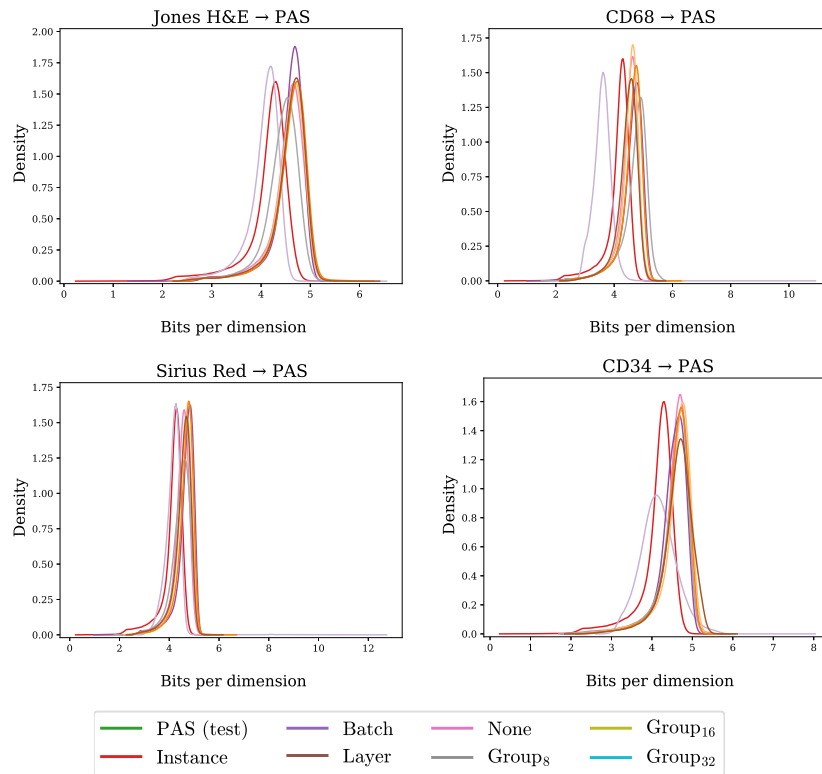 Jones H&E → PAS
CD68 → PAS
2.00
1.75
1.50
1.25
1.00
0.75
0.50
0.25
0.00
Density
0 1 2 3 4 5 6
Bits per dimension
1.75
1.50
1.25
1.00
0.75
0.50
0.25
0.00
Density
0 2 4 6 8 10
Bits per dimension
Sirius Red → PAS
CD34 → PAS
1.75
1.50
1.25
1.00
0.75
0.50
0.25
0.00
Density
0 2 4 6 8 10 12
Bits per dimension
1.6
1.4
1.2
1.0
0.8
0.6
0.4
0.2
0.0
Density
0 1 2 3 4 5 6 7 8
Bits per dimension
PAS (test) Batch None Group₁₆
Instance Layer Group₈ Group₃₂